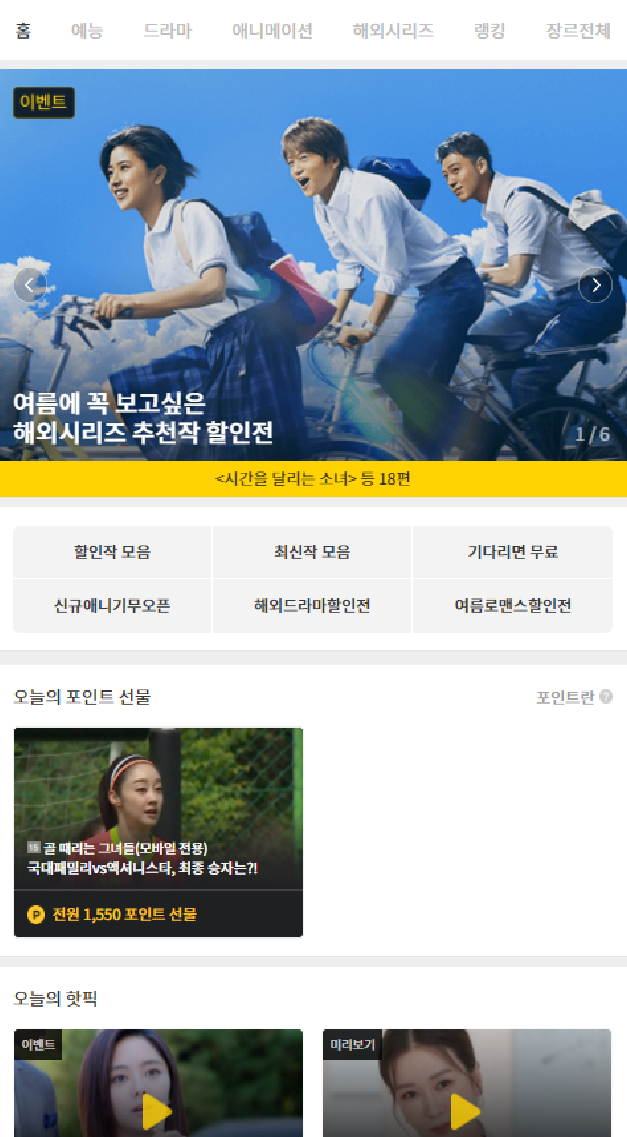 홈 예능 드라마 애니메이션 해외시리즈 랭킹 장르전체
이벤트
여름에 꼭 보고싶은
해외시리즈 추천작 할인전
1 / 6
<시간을 달리는 소녀> 등 18편
할인작 모음 최신작 모음 기다리면 무료
신규애니기무오픈 해외드라마할인전 여름로맨스할인전
오늘의 포인트 선물 포인트란 ?
15 골 때리는 그녀들(모바일 전용)
국대패밀리vs액셔니스타, 최종 승자는?!
P 전원 1,550 포인트 선물
오늘의 핫픽
이벤트 미리보기